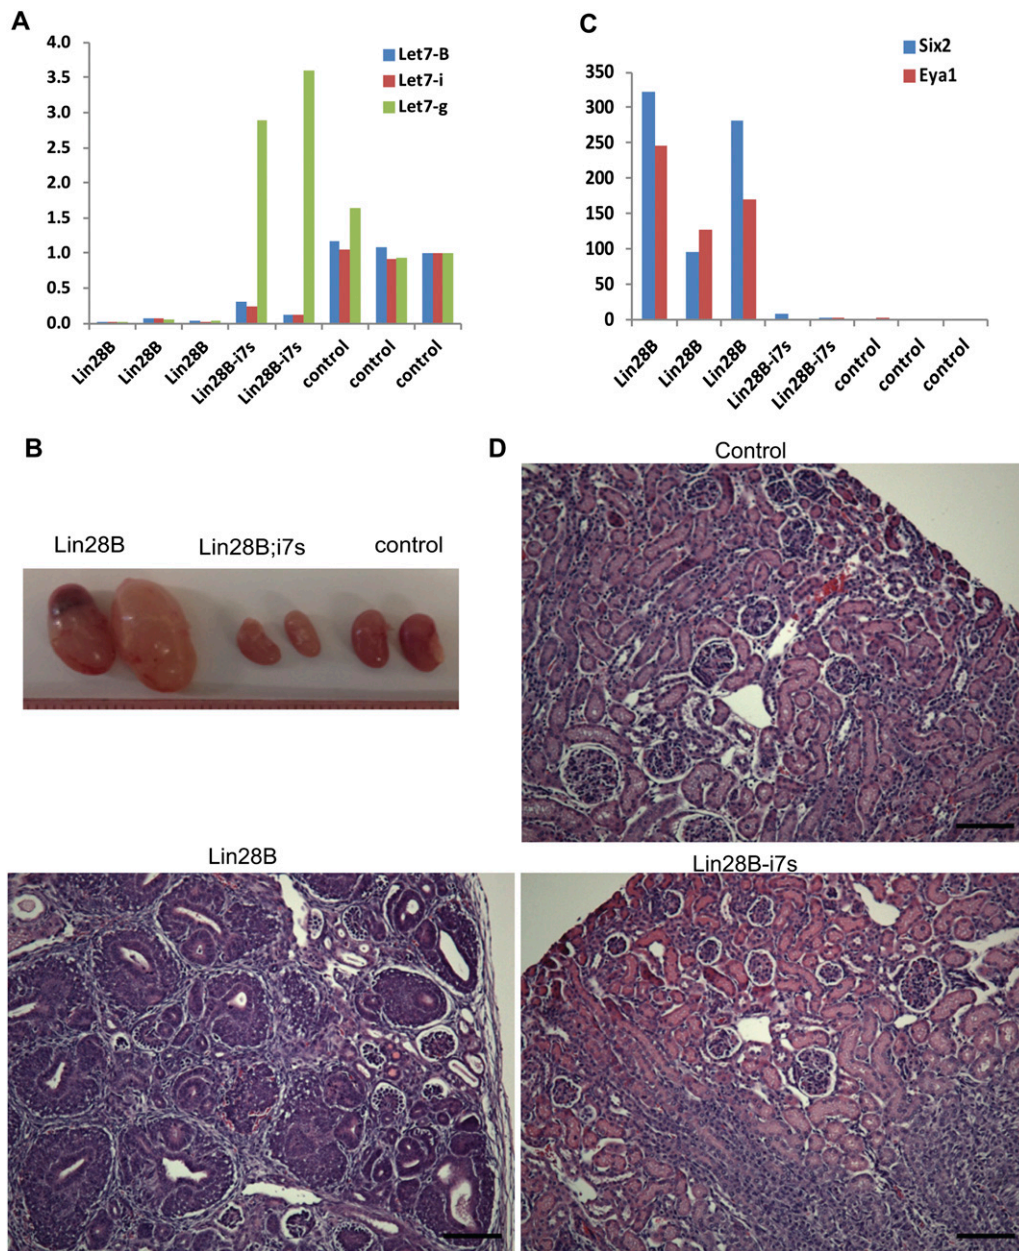 A
4.0
3.5
3.0
2.5
2.0
1.5
1.0
0.5
0.0
Let7-B
Let7-i
Let7-g
Lin28B
Lin28B
Lin28B
Lin28B-i7s
Lin28B-i7s
control
control
control
C
Six2
Eya1
350
300
250
200
150
100
50
0
Lin28B
Lin28B
Lin28B
Lin28B-i7s
Lin28B-i7s
control
control
control
B
Lin28B Lin28B;i7s control
D
Control
Lin28B
Lin28B-i7s